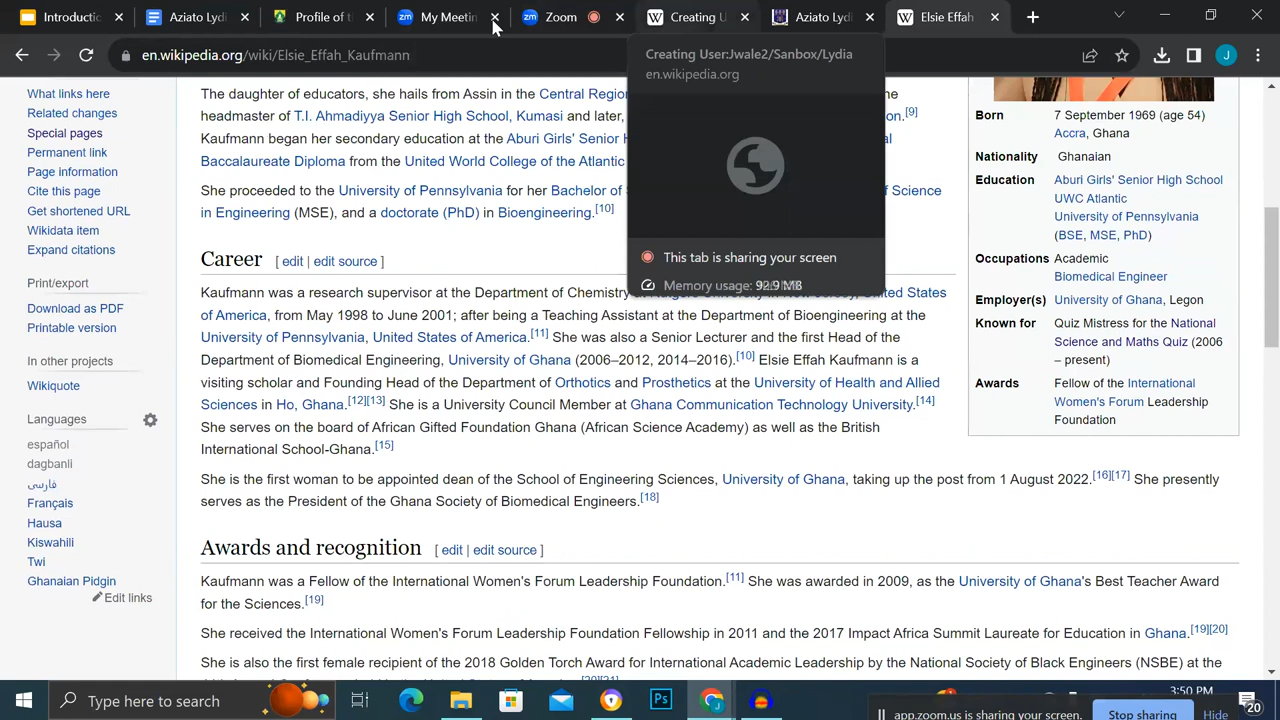 Introductic
Aziato Lydi
Profile of t
My Meetin
Zoom
Creating U
Aziato Lydi
Elsie Effah
en.wikipedia.org/wiki/Elsie_Effah_Kaufmann
J
Creating User:Jwale2/Sanbox/Lydia
en.wikipedia.org
This tab is sharing your screen
Memory usage:
What links here
Related changes
Special pages
Permanent link
Page information
Cite this page
Get shortened URL
Wikidata item
Expand citations
Print/export
Download as PDF
Printable version
In other projects
Wikiquote
Languages
español
dagbanli
فارسی
Français
Hausa
Kiswahili
Twi
Ghanaian Pidgin
Edit links
The daughter of educators, she hails from Assin in the Central Region
headmaster of T.I. Ahmadiyya Senior High School, Kumasi and later, on.[9]
Kaufmann began her secondary education at the Aburi Girls' Senior H al
Baccalaureate Diploma from the United World College of the Atlantic
She proceeded to the University of Pennsylvania for her Bachelor of S of Science
in Engineering (MSE), and a doctorate (PhD) in Bioengineering.[10]
Career [ edit | edit source ]
Kaufmann was a research supervisor at the Department of Chemistry United States
of America, from May 1998 to June 2001; after being a Teaching Assistant at the Department of Bioengineering at the
University of Pennsylvania, United States of America.[11] She was also a Senior Lecturer and the first Head of the
Department of Biomedical Engineering, University of Ghana (2006–2012, 2014–2016).[10] Elsie Effah Kaufmann is a
visiting scholar and Founding Head of the Department of Orthotics and Prosthetics at the University of Health and Allied
Sciences in Ho, Ghana.[12][13] She is a University Council Member at Ghana Communication Technology University.[14]
She serves on the board of African Gifted Foundation Ghana (African Science Academy) as well as the British
International School-Ghana.[15]
She is the first woman to be appointed dean of the School of Engineering Sciences, University of Ghana, taking up the post from 1 August 2022.[16][17] She presently
serves as the President of the Ghana Society of Biomedical Engineers.[18]
Awards and recognition [ edit | edit source ]
Kaufmann was a Fellow of the International Women's Forum Leadership Foundation.[11] She was awarded in 2009, as the University of Ghana's Best Teacher Award
for the Sciences.[19]
She received the International Women's Forum Leadership Foundation Fellowship in 2011 and the 2017 Impact Africa Summit Laureate for Education in Ghana.[19][20]
She is also the first female recipient of the 2018 Golden Torch Award for International Academic Leadership by the National Society of Black Engineers (NSBE) at the
Born 7 September 1969 (age 54)
Accra, Ghana
Nationality Ghanaian
Education Aburi Girls' Senior High School
UWC Atlantic
University of Pennsylvania
(BSE, MSE, PhD)
Occupations Academic
Biomedical Engineer
Employer(s) University of Ghana, Legon
Known for Quiz Mistress for the National
Science and Maths Quiz (2006
– present)
Awards Fellow of the International
Women's Forum Leadership
Foundation
Type here to search
Ps
app.zoom.us is sharing your screen.
Stop sharing
Hide
3:50 PM
20